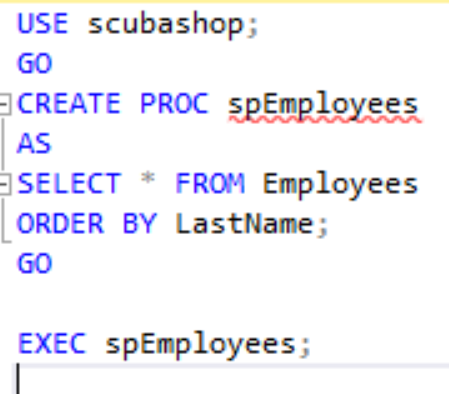 USE scubashop;
GO
CREATE PROC spEmployees
AS
SELECT * FROM Employees
ORDER BY LastName;
GO
EXEC spEmployees;